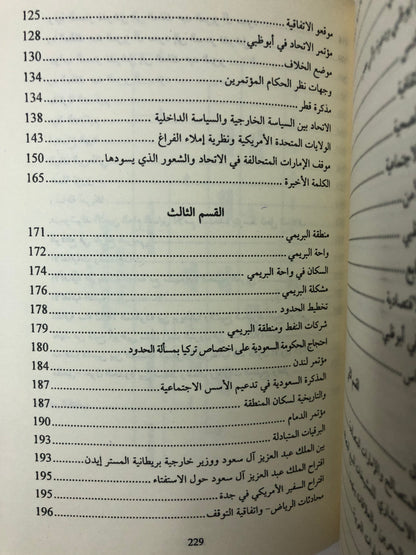 موقعو الاتفاقية ........ 125
مؤتمر الاتحاد في أبوظبي ........ 128
موضع الخلاف ........ 130
وجهات نظر الحكام المؤتمرين ........ 134
مذكرة قطر ........ 134
الاتحاد بين السياسة الخارجية والسياسة الداخلية ........ 138
الولايات المتحدة الأمريكية ونظرية إملاء الفراغ ........ 143
موقف الإمارات المتحالفة في الاتحاد والشعور الذي يسودها ........ 150
الكلمة الأخيرة ........ 165
القسم الثالث
منطقة البريمي ........ 171
واحة البريمي ........ 172
السكان في واحة البريمي ........ 174
مشكلة البريمي ........ 176
تخطيط الحدود ........ 178
شركات النفط ومنطقة البريمي ........ 179
احتجاج الحكومة السعودية على اختصاص تركيا بمسألة الحدود ........ 180
مؤتمر لندن ........ 184
المذكرة السعودية في تدعيم الأسس الاجتماعية ........ 187
والتاريخية لسكان المنطقة ........ 187
مؤتمر الدمام ........ 190
البرقيات المتبادلة ........ 193
بين الملك عبد العزيز آل سعود ووزير خارجية بريطانية المستر إيدن ........ 193
اقتراح الملك عبد العزيز آل سعود حول الاستفتاء ........ 195
اقتراح السفير الأمريكي في جدة ........ 195
محادثات الرياض - واتفاقية التوقف ........ 196
229